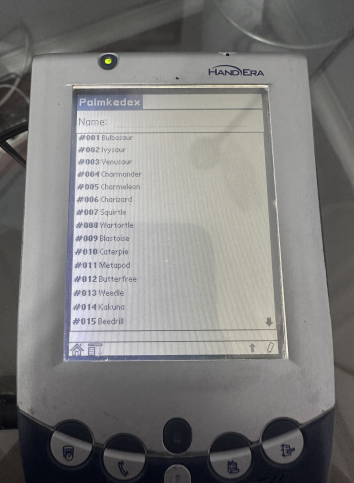 HANDERA
Palmkedex
Name:
#001 Bulbasaur
#002 Ivysaur
#003 Venusaur
#004 Charmander
#005 Charmeleon
#006 Charizard
#007 Squirtle
#008 Wartortle
#009 Blastoise
#010 Caterpie
#011 Metapod
#012 Butterfree
#013 Weedle
#014 Kakuna
#015 Beedrill